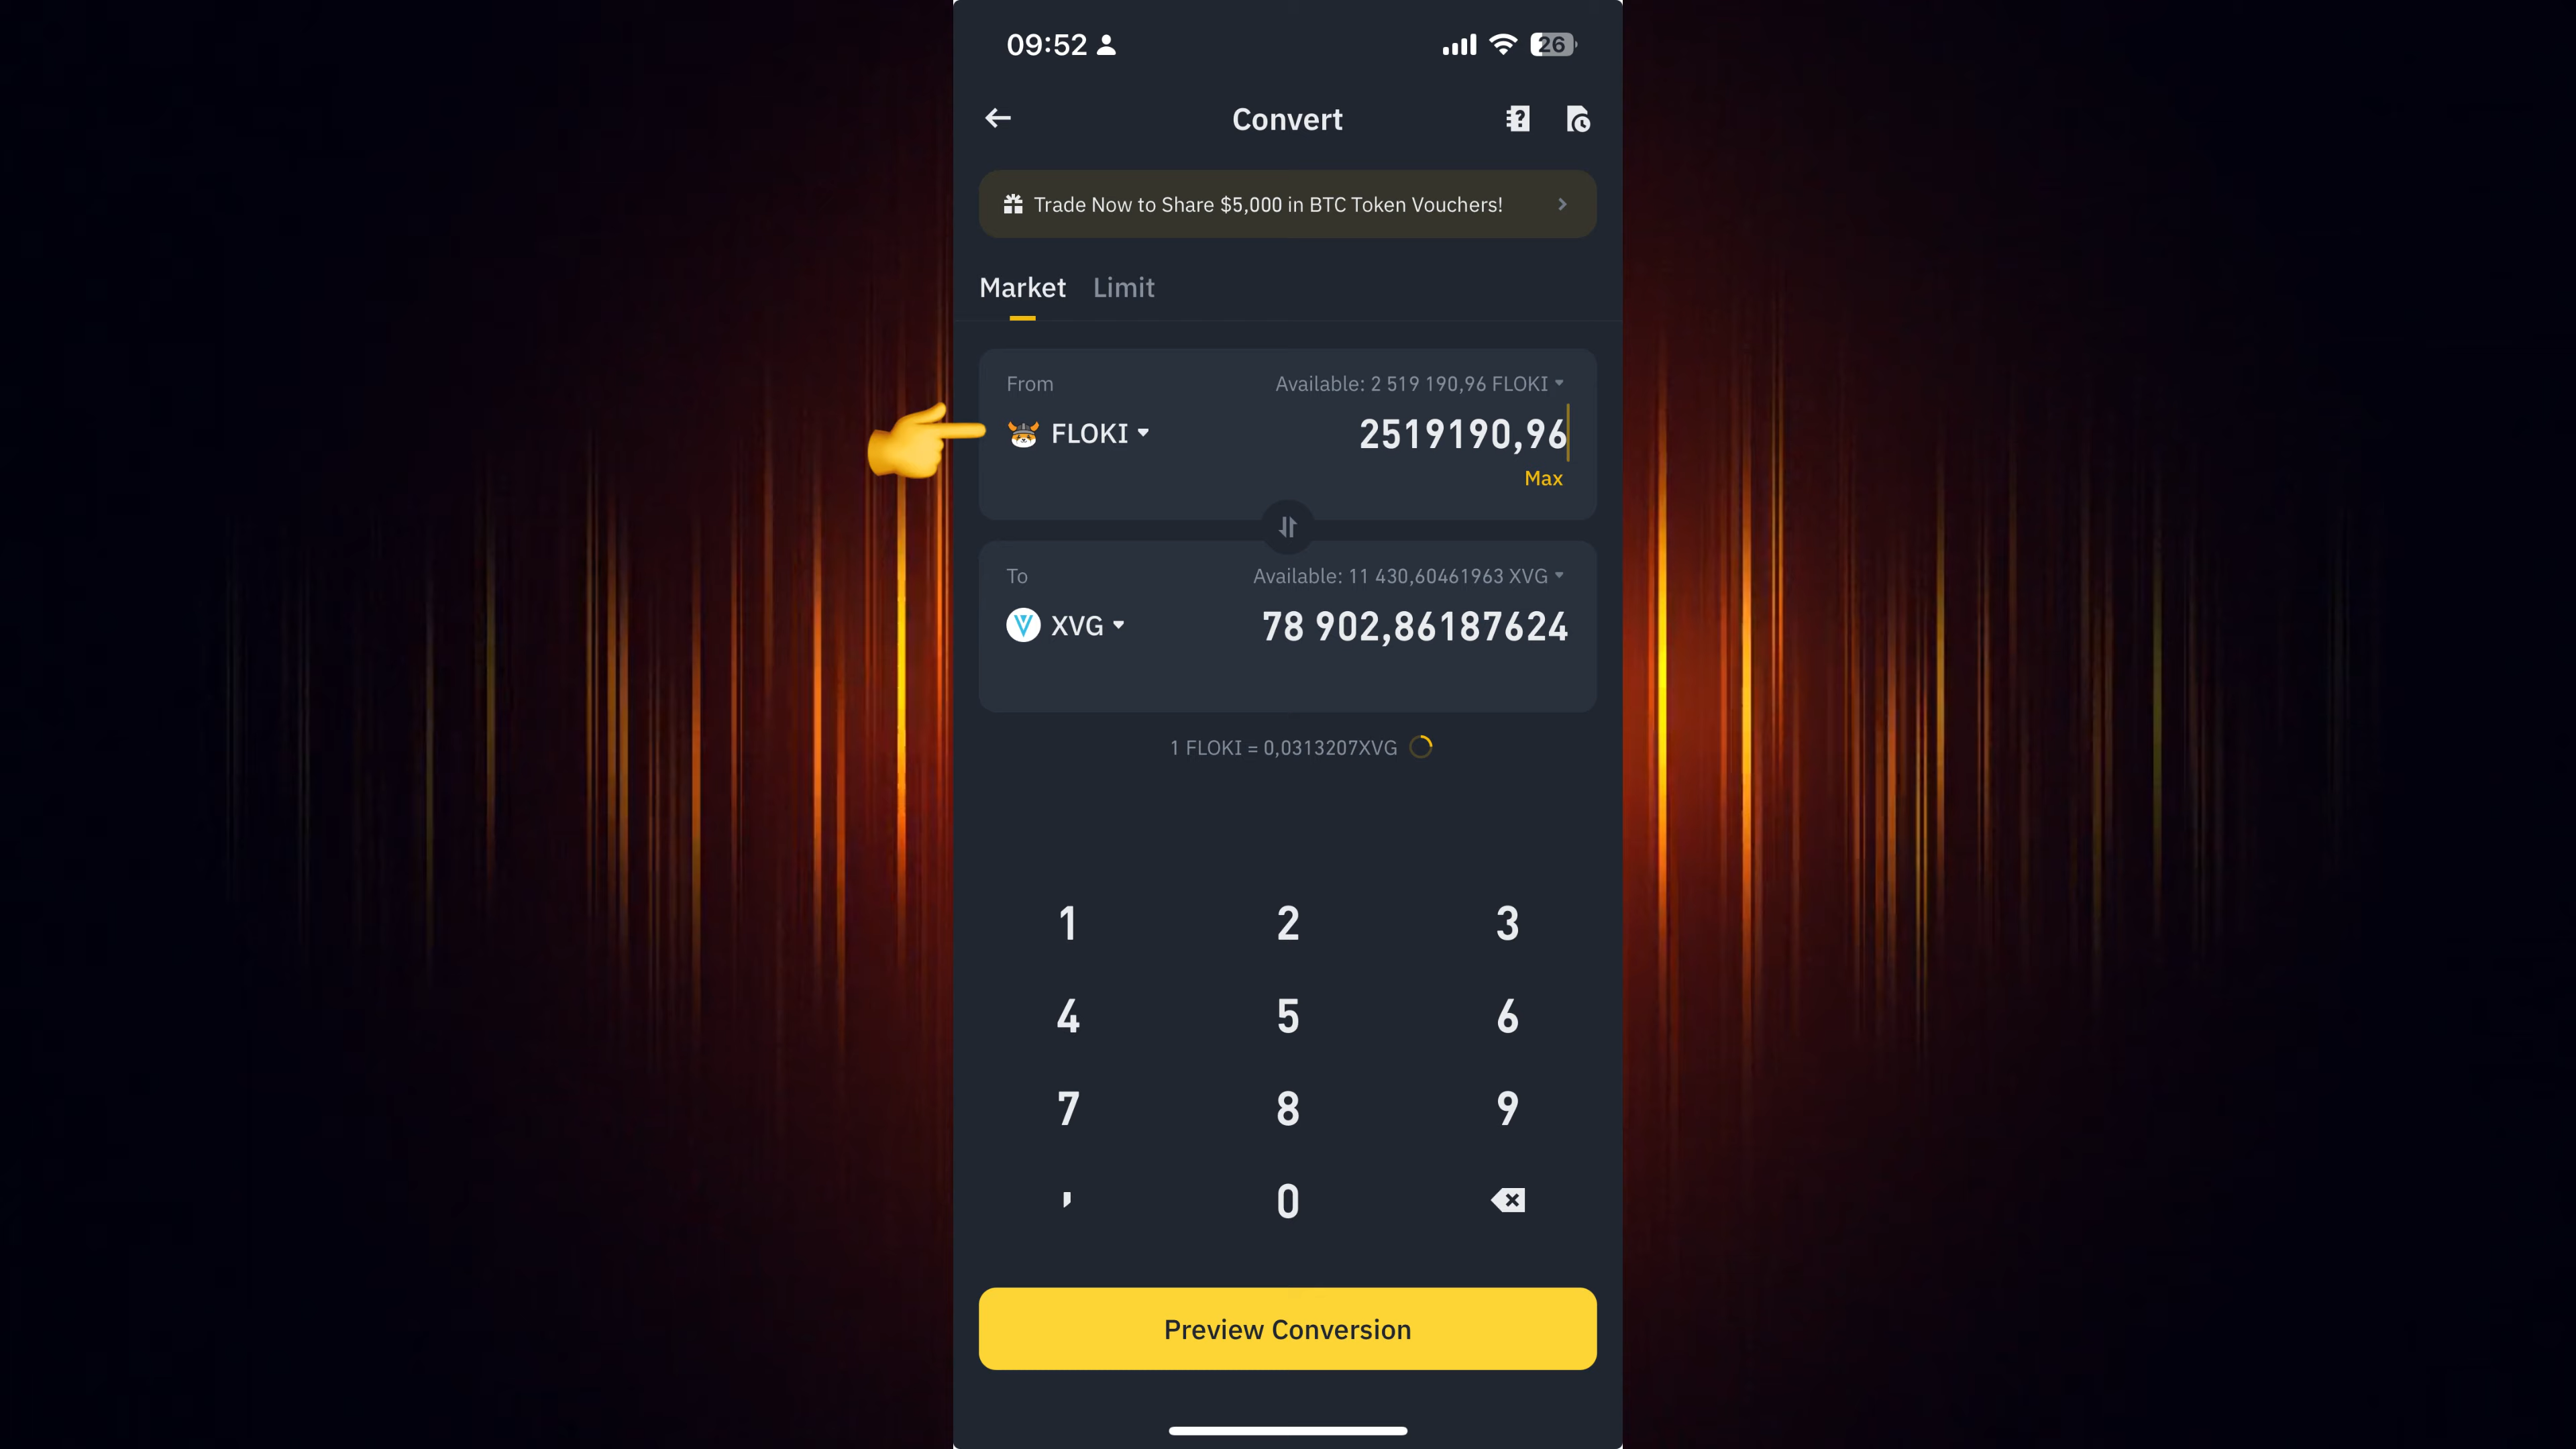 09:52
26
Convert
Trade Now to Share $5,000 in BTC Token Vouchers!
Market Limit
From Available: 2 519 190,96 FLOKI
FLOKI 2519190,96
Max
To Available: 11 430,60461963 XVG
XVG 78 902,86187624
1 FLOKI = 0,0313207XVG
1 2 3
4 5 6
7 8 9
, 0
Preview Conversion